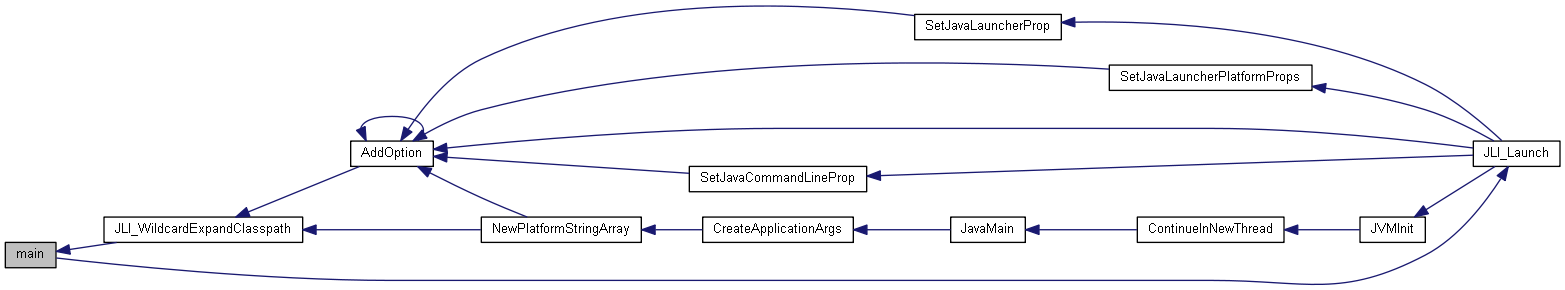 SetJavaLauncherProp
SetJavaLauncherPlatformProps
AddOption
JLI_Launch
SetJavaCommandLineProp
JLI_WildcardExpandClasspath
NewPlatformStringArray
CreateApplicationArgs
JavaMain
ContinueInNewThread
JVMInit
main